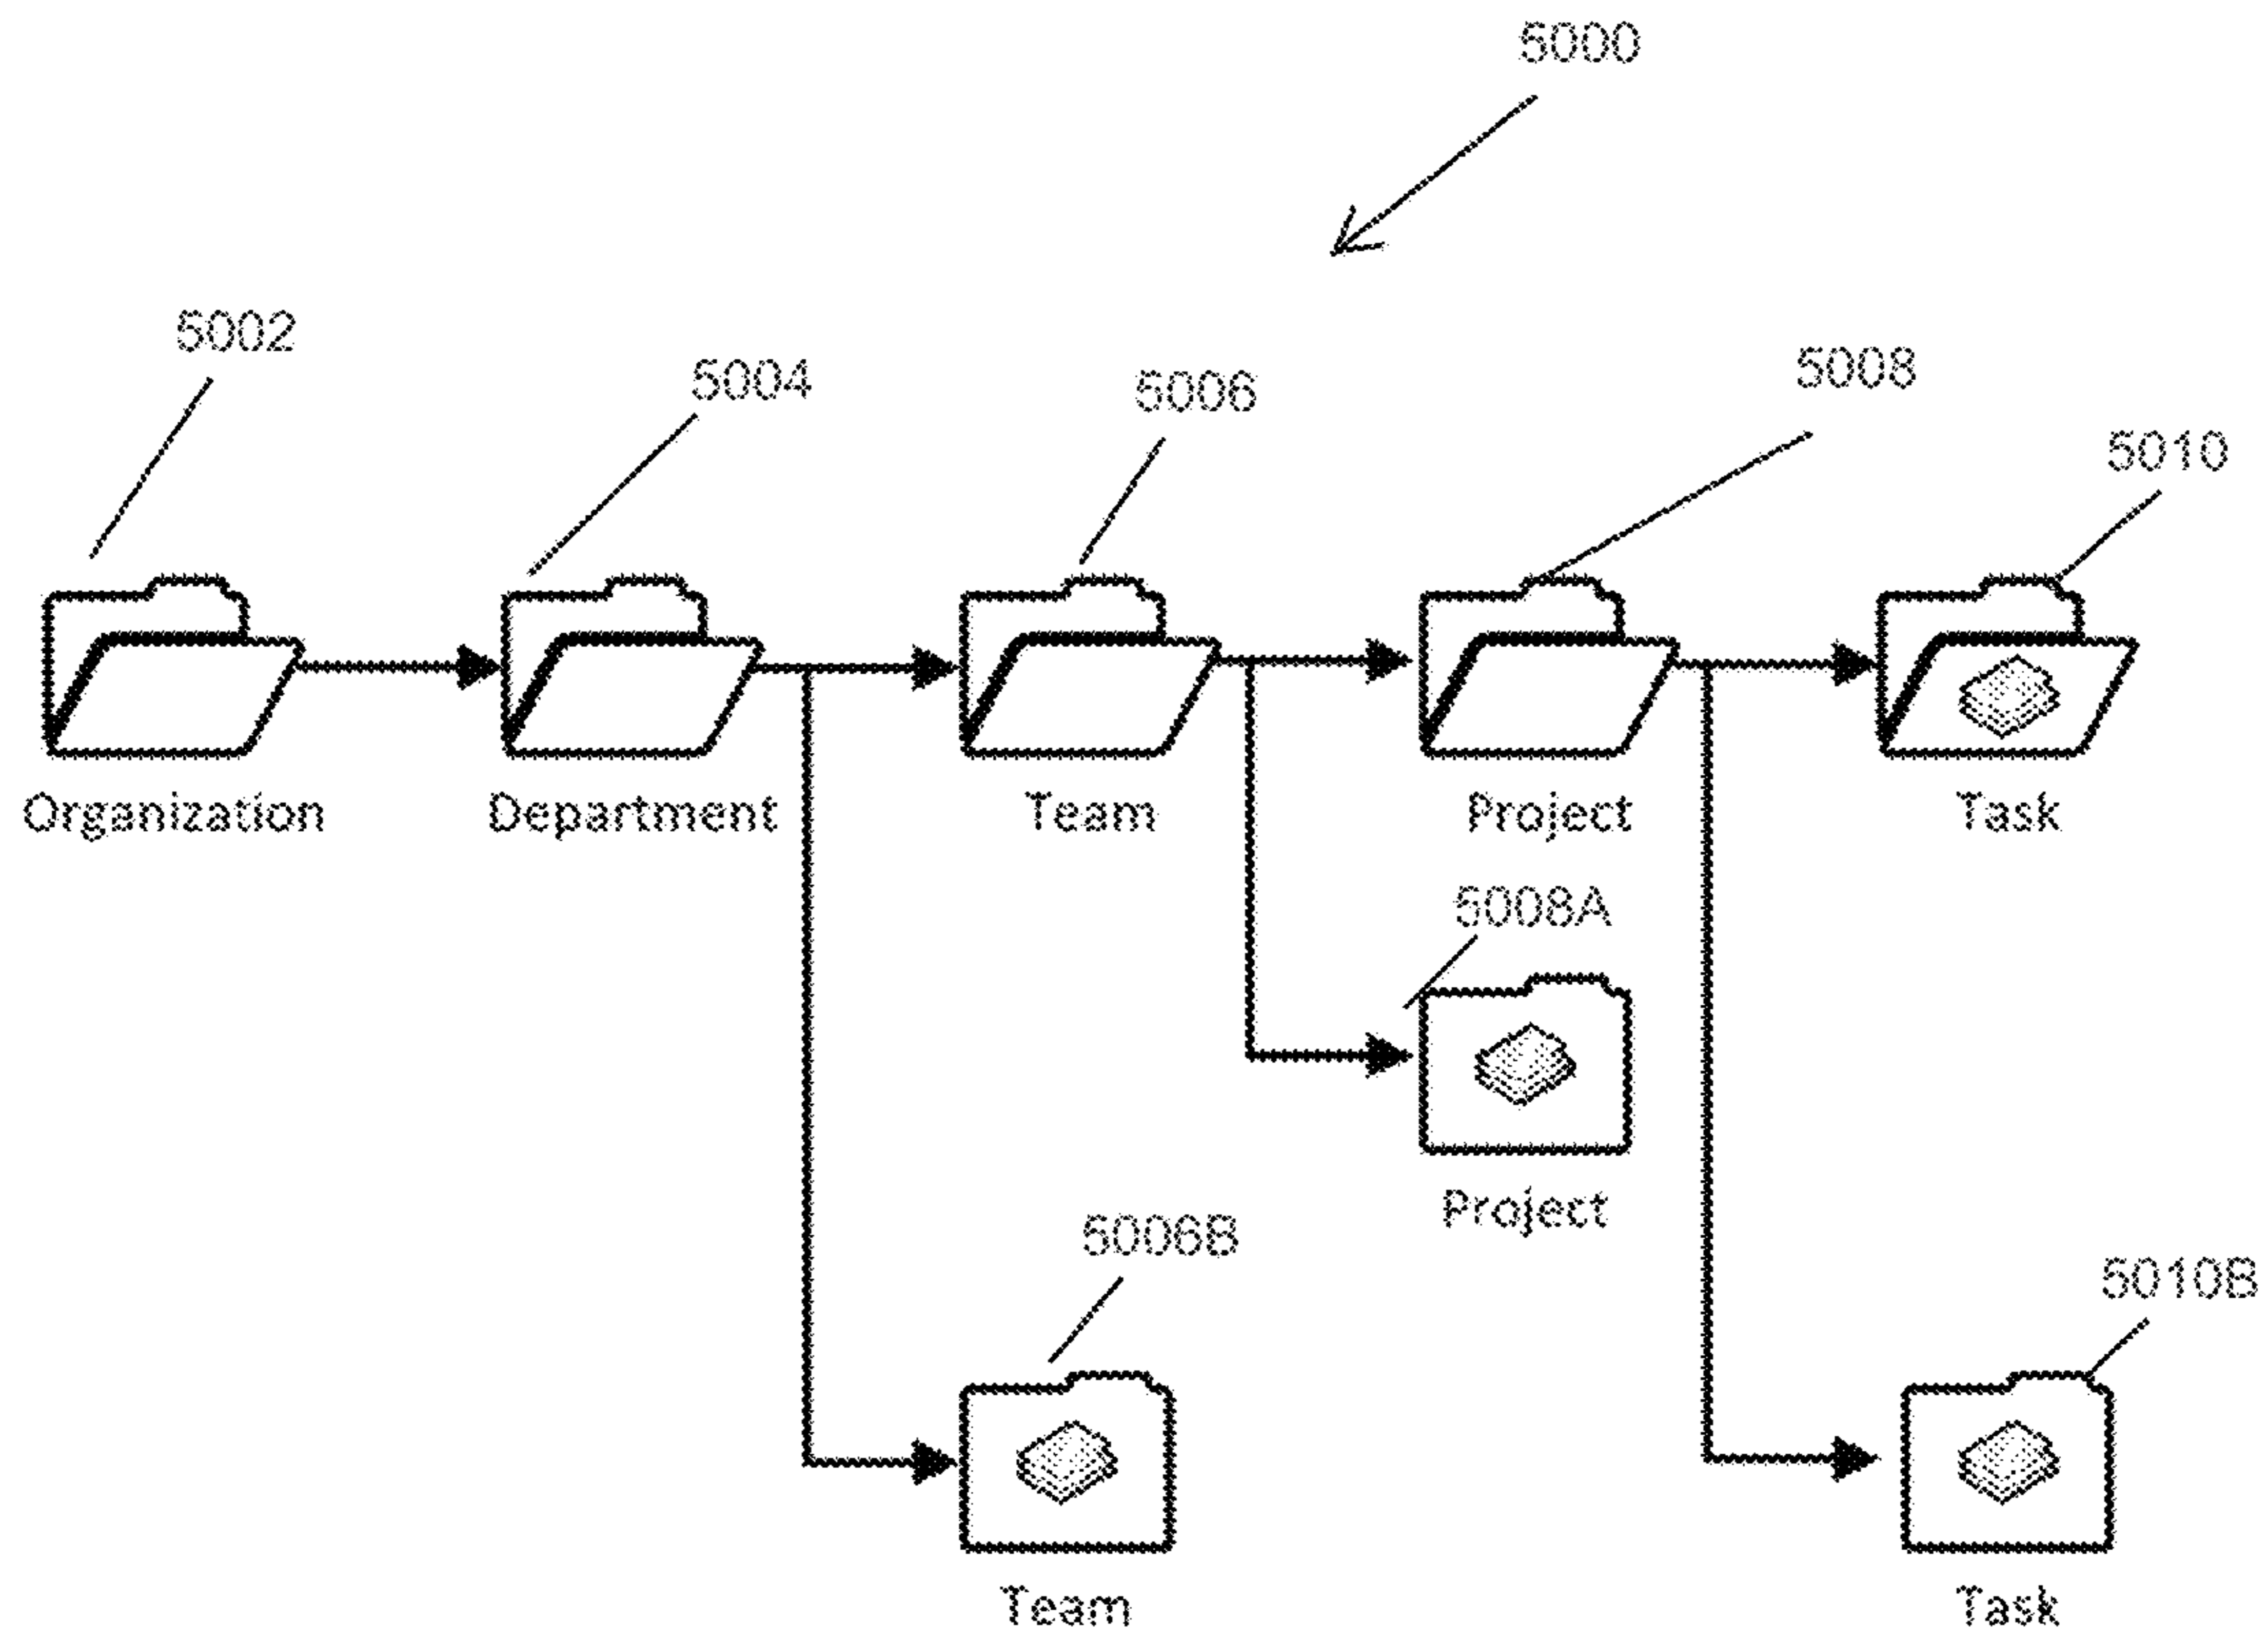 5000
5002
5004
5006
5008
5010
Organization
Department
Team
Project
Task
5008A
Project
5006B
5010B
Team
Task